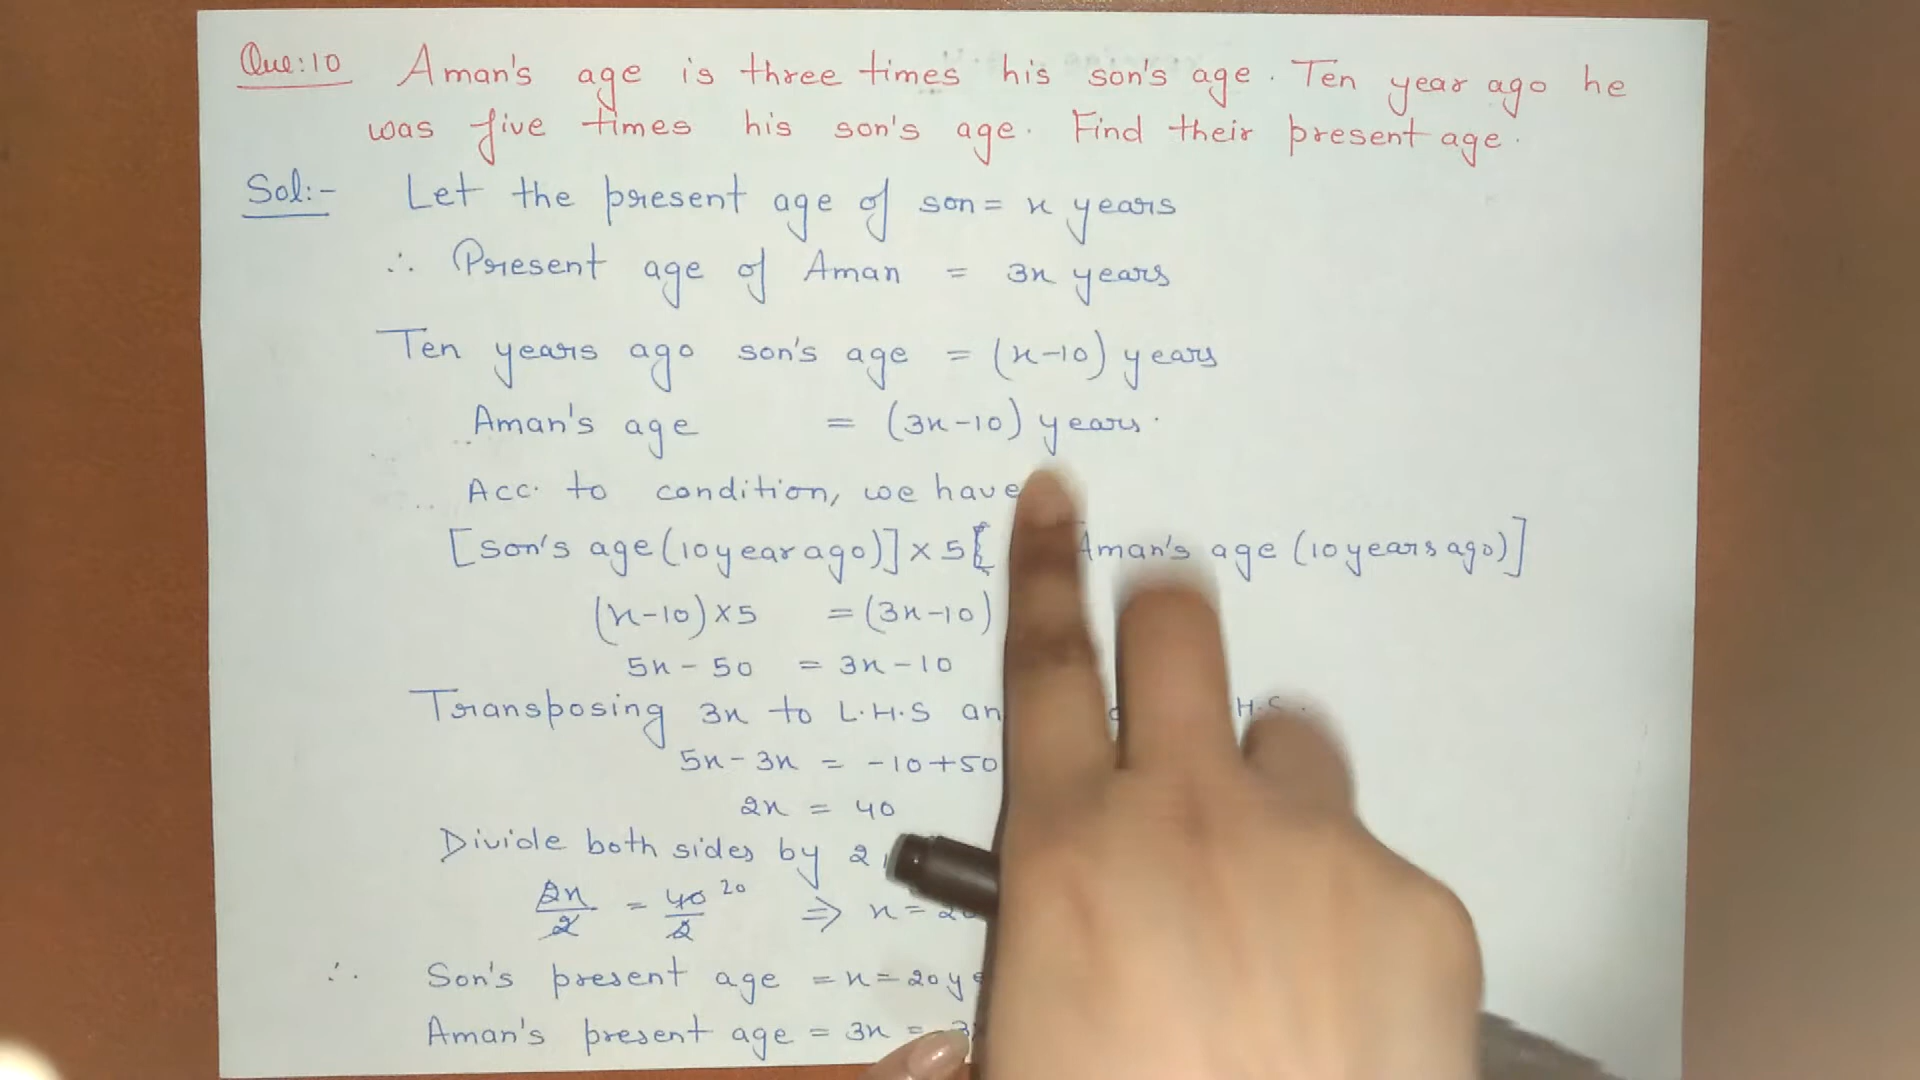 Que:10 Aman's age is three times his son's age. Ten year ago he
was five times his son's age. Find their present age.
Sol:- Let the present age of son = x years
∴ Present age of Aman = 3x years
Ten years ago son's age = (x-10) years
Aman's age = (3x-10) years.
Acc. to condition, we have
[son's age (10 year ago)] × 5 [ Aman's age (10 years ago)]
(x-10) × 5 = (3x-10)
5x - 50 = 3x - 10
Transposing 3x to L.H.S H.S.
5x - 3x = -10 + 50
2x = 40
Divide both sides by 2,
2x/2 = 40/2 20 ⇒ x = 20
∴ Son's present age = x = 20
Aman's present age = 3x =